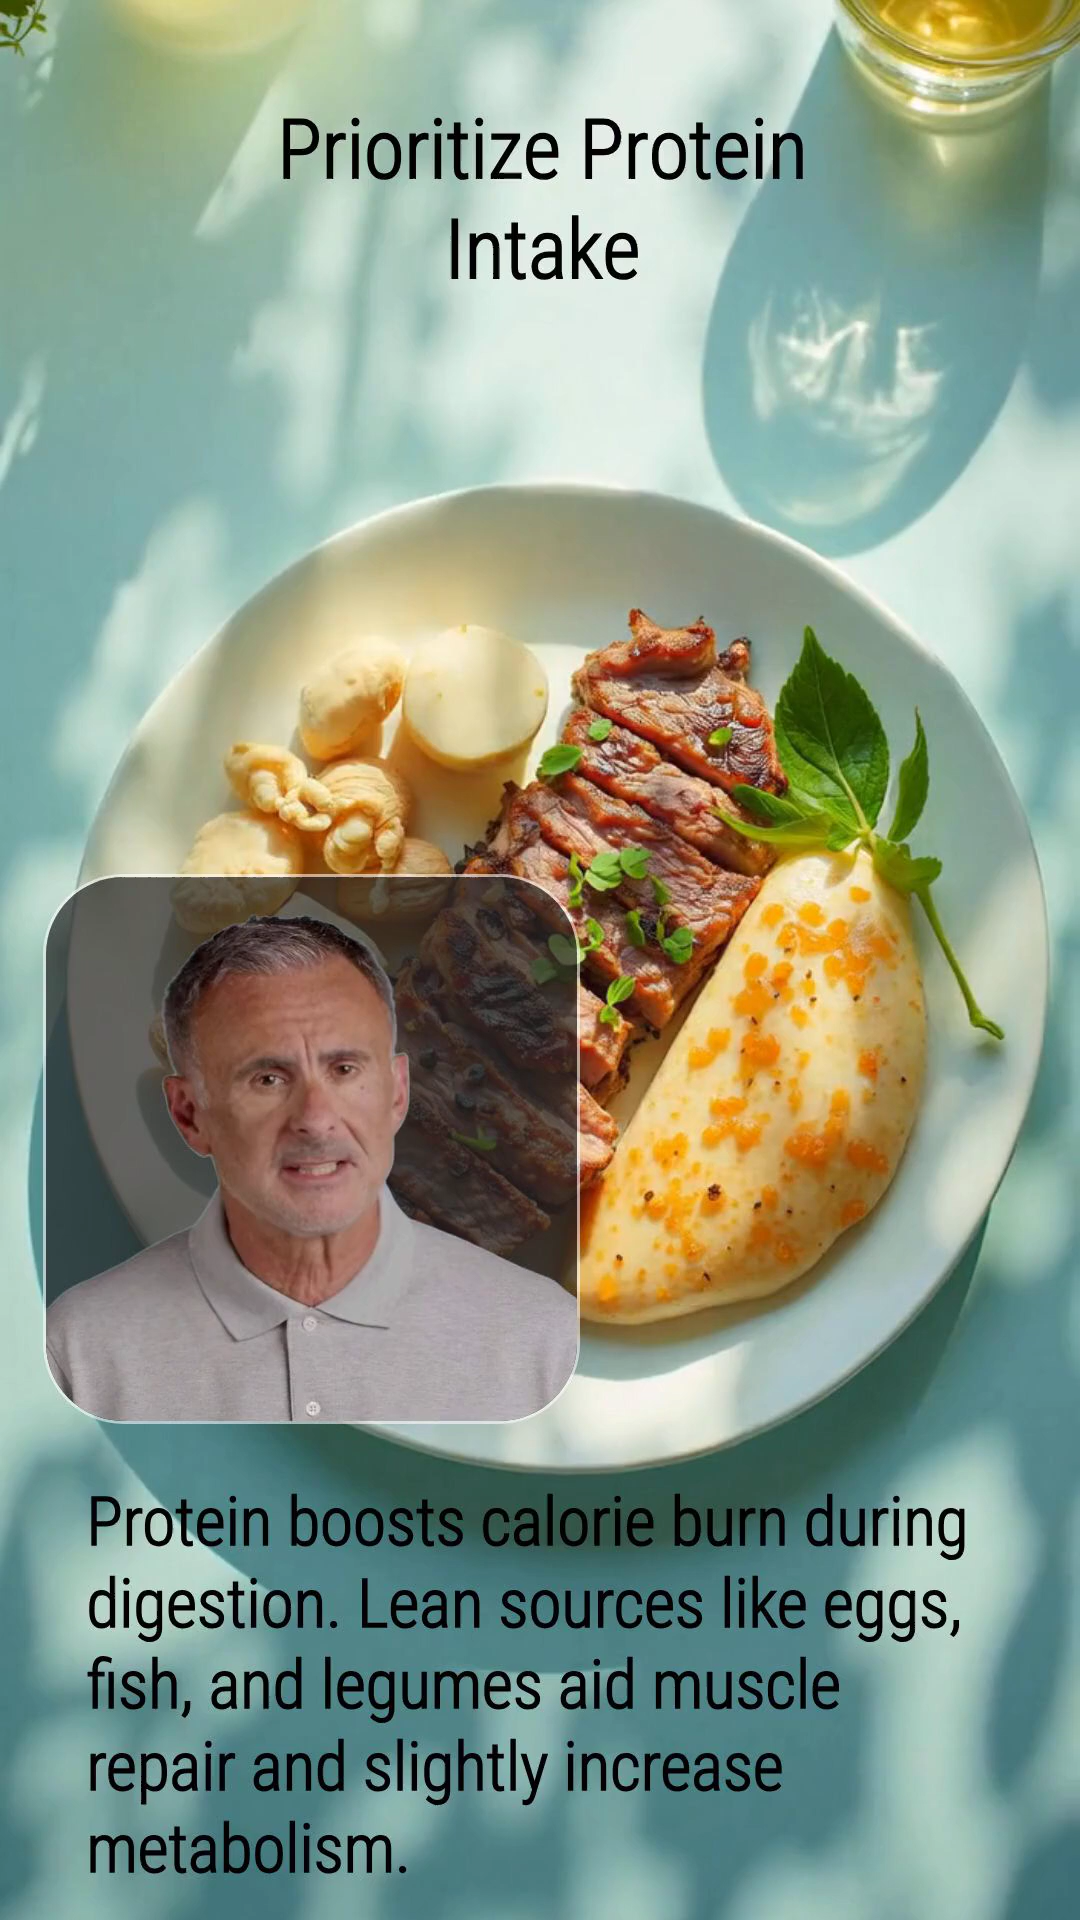 Prioritize Protein
Intake
Protein boosts calorie burn during
digestion. Lean sources like eggs,
fish, and legumes aid muscle
repair and slightly increase
metabolism.